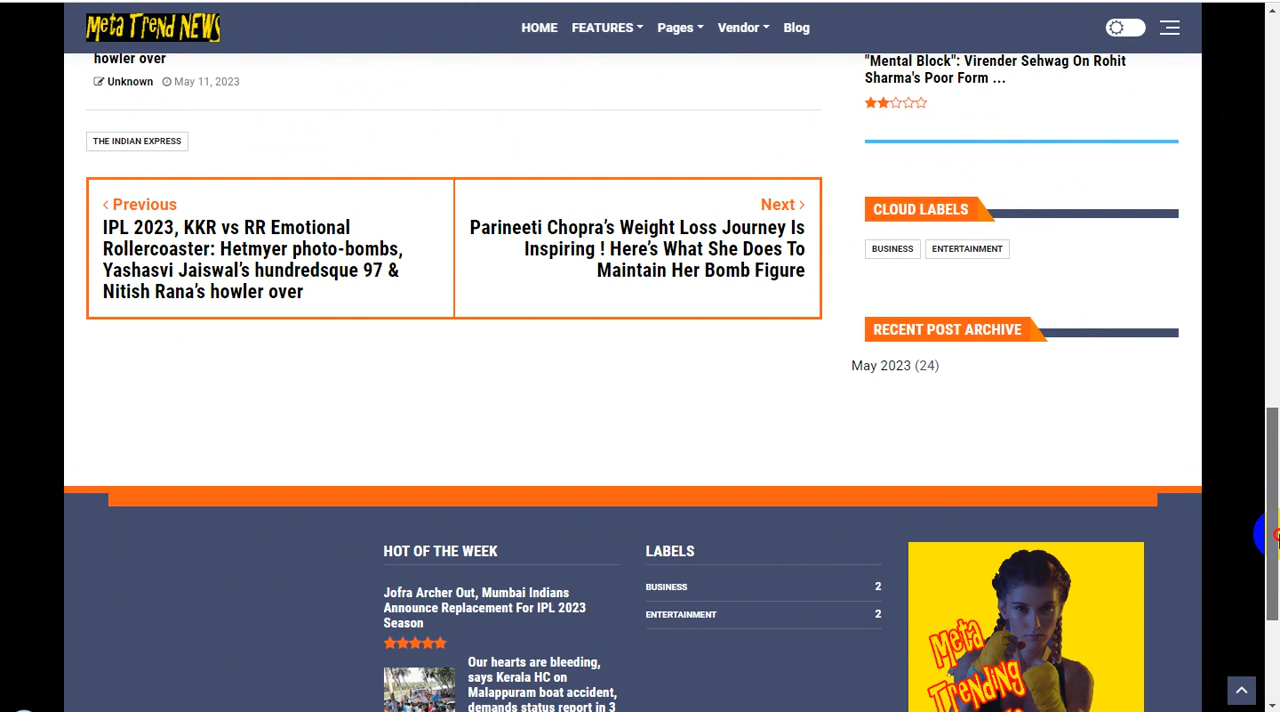 Meta Trend NEWS
HOME FEATURES Pages Vendor Blog
howler over
Unknown May 11, 2023
THE INDIAN EXPRESS
Previous
IPL 2023, KKR vs RR Emotional
Rollercoaster: Hetmyer photo-bombs,
Yashasvi Jaiswal’s hundredsque 97 &
Nitish Rana’s howler over
Next
Parineeti Chopra’s Weight Loss Journey Is
Inspiring ! Here’s What She Does To
Maintain Her Bomb Figure
"Mental Block": Virender Sehwag On Rohit
Sharma's Poor Form ...
CLOUD LABELS
BUSINESS ENTERTAINMENT
RECENT POST ARCHIVE
May 2023 (24)
HOT OF THE WEEK
Jofra Archer Out, Mumbai Indians
Announce Replacement For IPL 2023
Season
Our hearts are bleeding,
says Kerala HC on
Malappuram boat accident,
demands status report in 3
LABELS
BUSINESS 2
ENTERTAINMENT 2
Meta
Trending